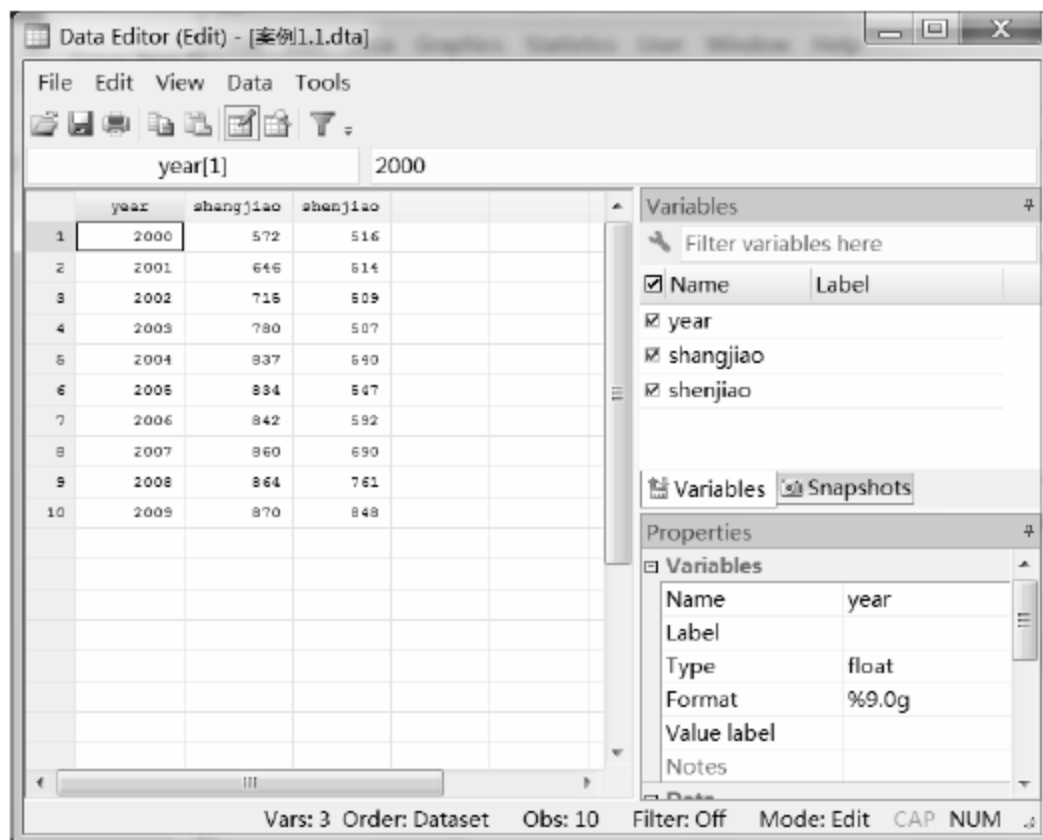 Data Editor (Edit) - [案例1.1.dta]
File Edit View Data Tools
year[1] 2000
year shangjiao shenjiao
1 2000 572 516
2 2001 646 514
3 2002 715 509
4 2003 780 507
5 2004 837 540
6 2005 834 547
7 2006 842 592
8 2007 860 690
9 2008 864 761
10 2009 870 848
Variables
Filter variables here
Name Label
year
shangjiao
shenjiao
Variables Snapshots
Properties
Variables
Name year
Label
Type float
Format %9.0g
Value label
Notes
Data
Vars: 3 Order: Dataset Obs: 10 Filter: Off Mode: Edit CAP NUM